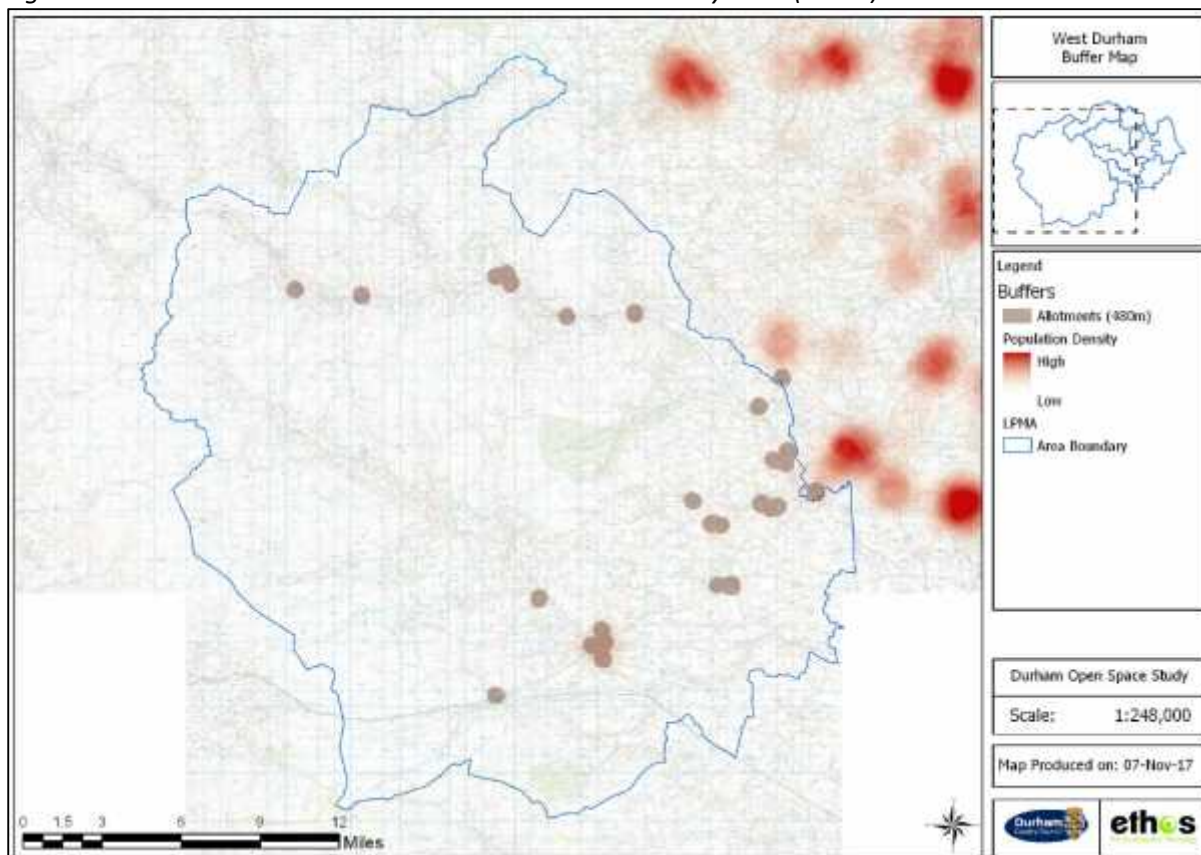 West Durham
Buffer Map
Legend
Buffers
Allotments (480m)
Population Density
High
Low
LPMA
Area Boundary
Durham Open Space Study
Scale: 1:248,000
Map Produced on: 07-Nov-17
0 1.5 3 6 9 12
Miles
Durham
ethos